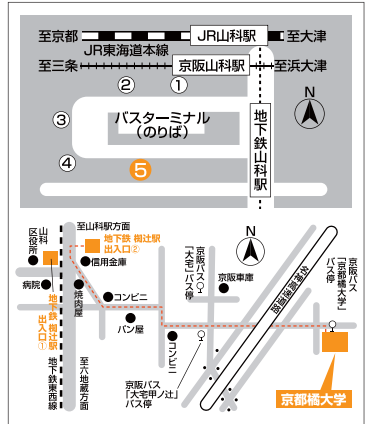 至京都
JR山科駅
至大津
JR東海道本線
至三条
京阪山科駅
至浜大津
②
①
N
③
バスターミナル
(のりば)
地下鉄山科駅
④
5
至山科駅方面
N
山科
区役所
地下鉄 椥辻駅
出入口②
信用金庫
京阪バス
「大宅」バス停
京阪車庫
名神高速道路
京阪バス
「京都橘大学」
バス停
病院
地下鉄 椥辻駅
出入口①
焼肉屋
コンビニ
パン屋
コンビニ
地下鉄東西線
至六地蔵方面
京阪バス
「大宅甲ノ辻」
バス停
京都橘大学